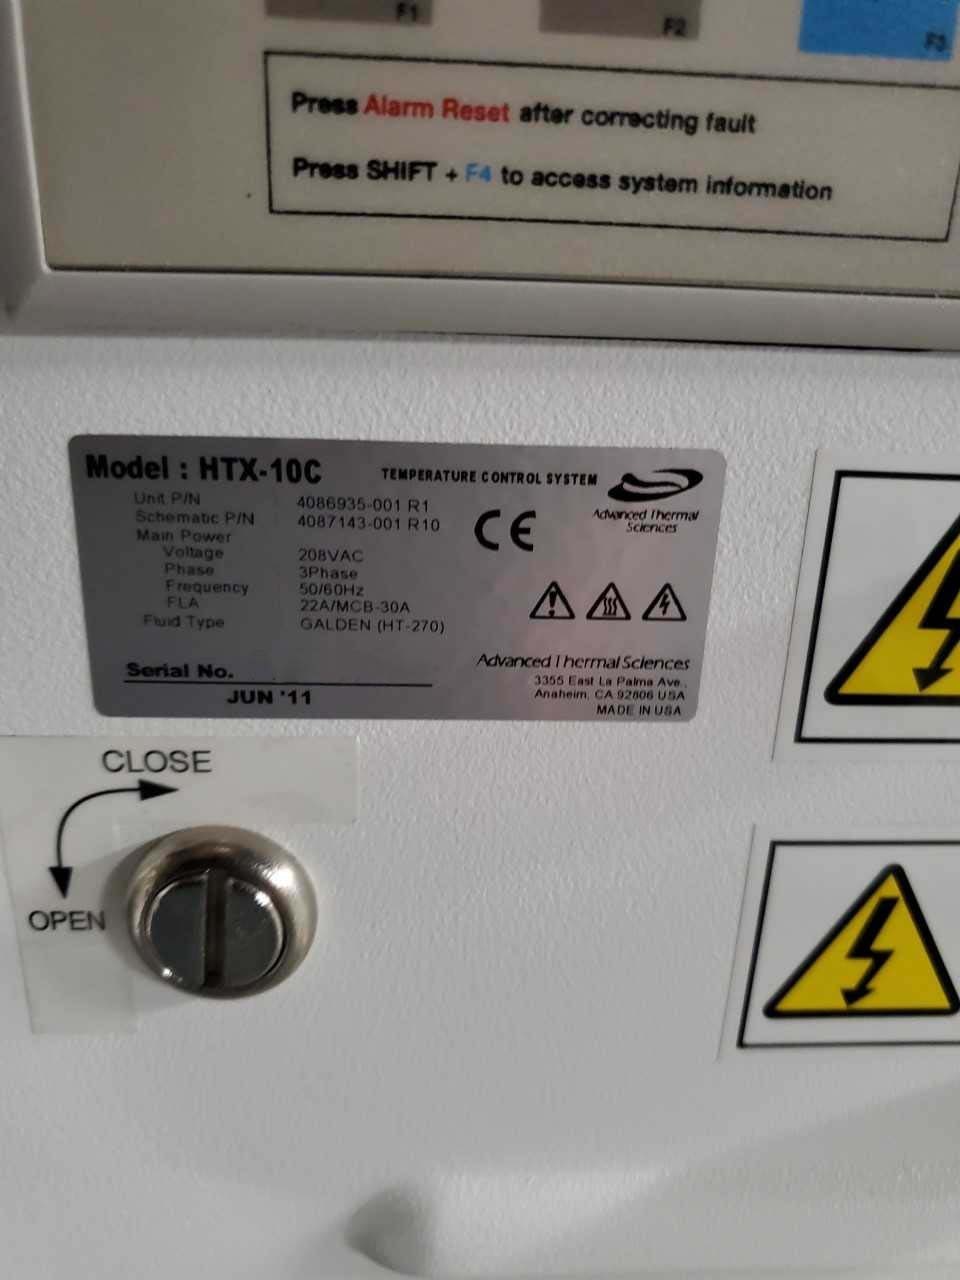 F1
F2
F3
Press Alarm Reset after correcting fault
Press SHIFT + F4 to access system information
Model : HTX-10C
TEMPERATURE CONTROL SYSTEM
Advanced Thermal
Sciences
Unit P/N 4086935-001 R1
Schematic P/N 4087143-001 R10
Main Power
Voltage 208VAC
Phase 3Phase
Frequency 50/60Hz
FLA 22A/MCB-30A
Fluid Type GALDEN (HT-270)
CE
Serial No.
JUN '11
Advanced Thermal Sciences
3355 East La Palma Ave.,
Anaheim, CA 92806 USA
MADE IN USA
CLOSE
OPEN